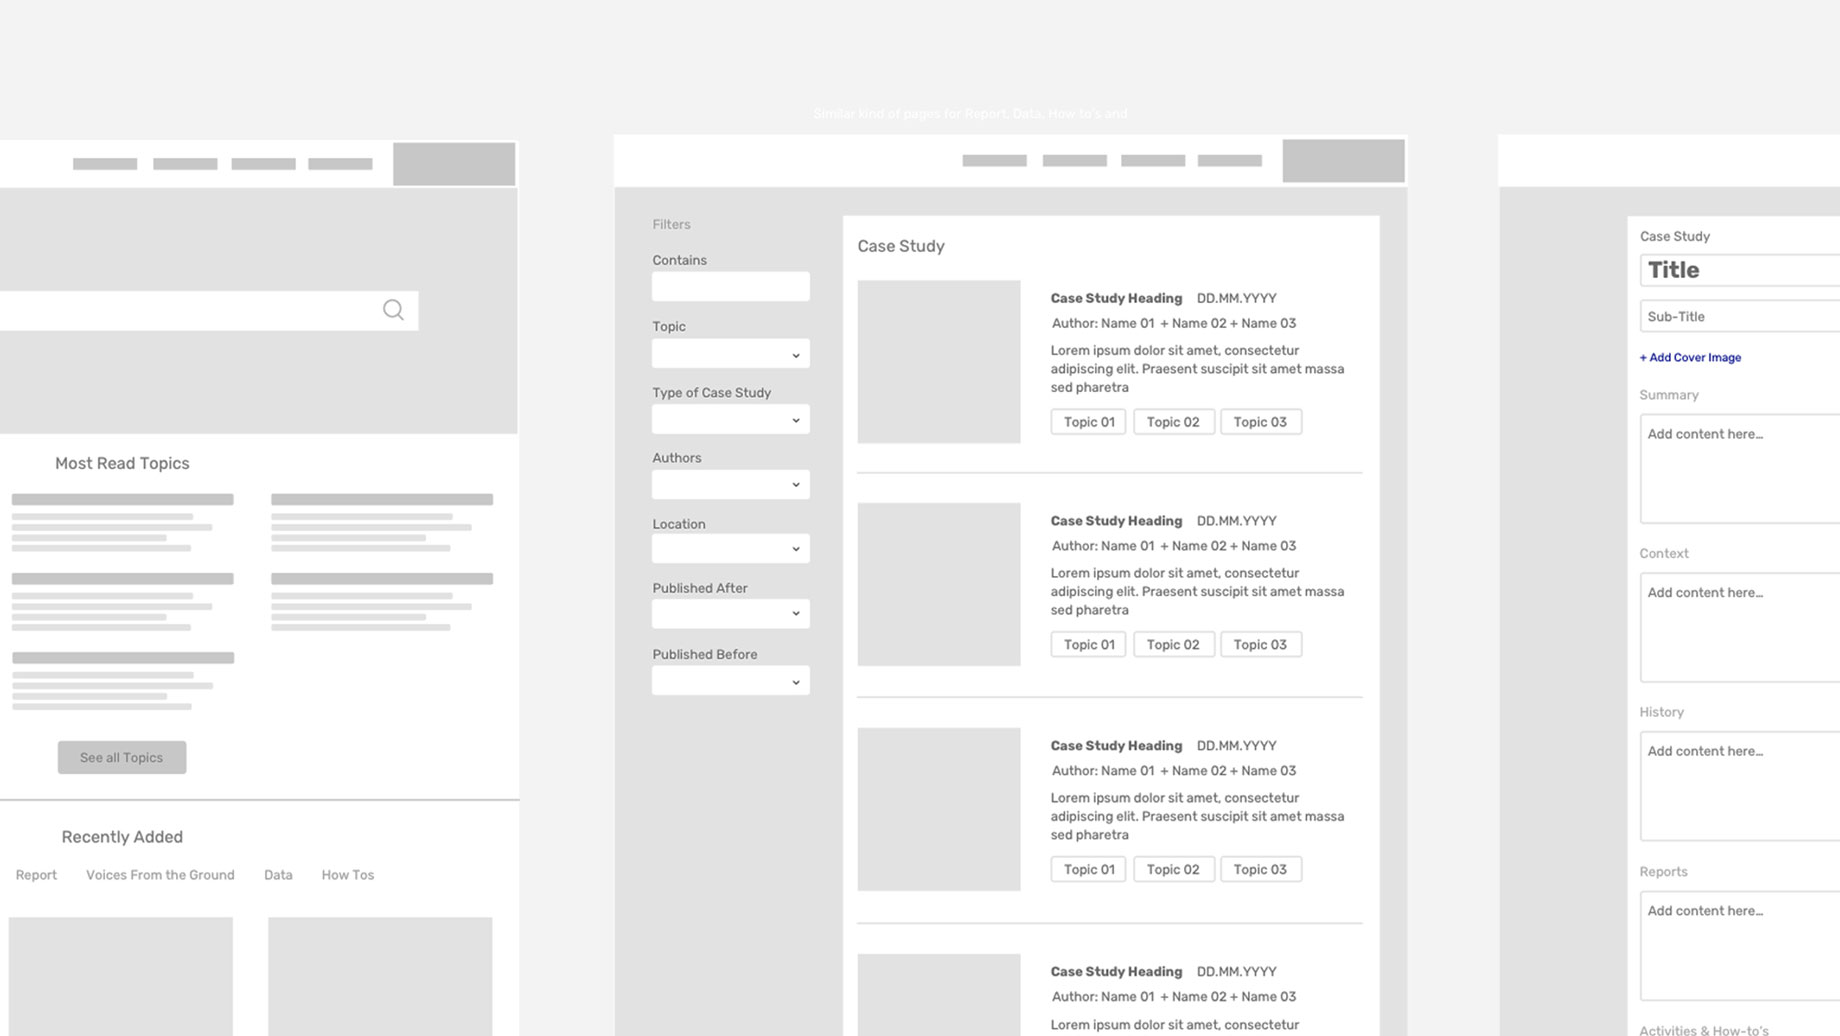 Similar kind of pages for Report, Data, How to's and
Most Read Topics
See all Topics
Recently Added
Report Voices From the Ground Data How Tos
Filters
Contains
Topic
Type of Case Study
Authors
Location
Published After
Published Before
Case Study
Case Study Heading DD.MM.YYYY
Author: Name 01 + Name 02 + Name 03
Lorem ipsum dolor sit amet, consectetur
adipiscing elit. Praesent suscipit sit amet massa
sed pharetra
Topic 01 Topic 02 Topic 03
Case Study Heading DD.MM.YYYY
Author: Name 01 + Name 02 + Name 03
Lorem ipsum dolor sit amet, consectetur
adipiscing elit. Praesent suscipit sit amet massa
sed pharetra
Topic 01 Topic 02 Topic 03
Case Study Heading DD.MM.YYYY
Author: Name 01 + Name 02 + Name 03
Lorem ipsum dolor sit amet, consectetur
adipiscing elit. Praesent suscipit sit amet massa
sed pharetra
Topic 01 Topic 02 Topic 03
Case Study Heading DD.MM.YYYY
Author: Name 01 + Name 02 + Name 03
Lorem ipsum dolor sit amet, consectetur
Case Study
Title
Sub-Title
+ Add Cover Image
Summary
Add content here...
Context
Add content here...
History
Add content here...
Reports
Add content here...
Activities & How-to's